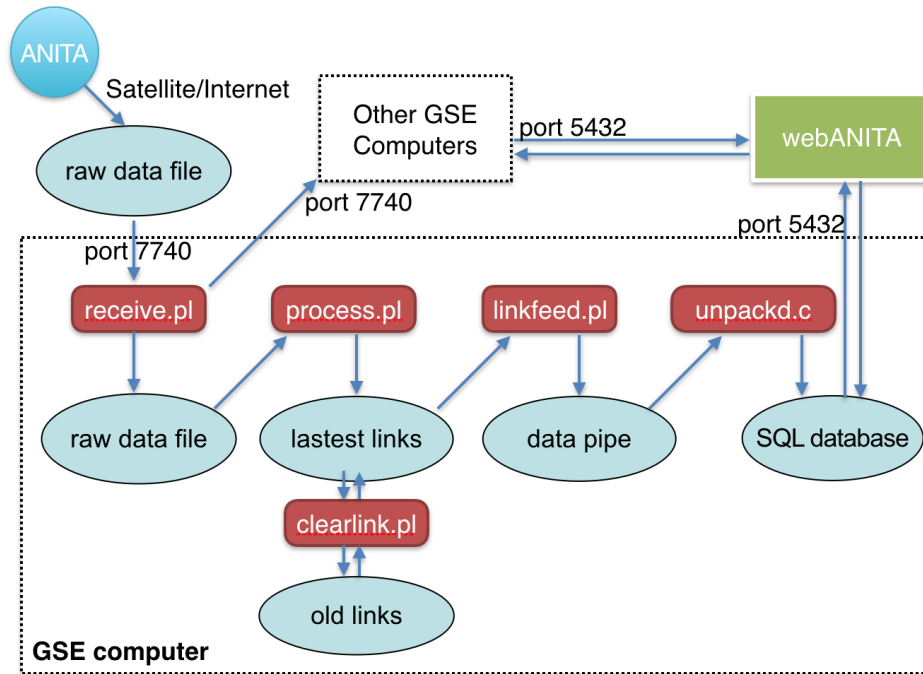 ANITA
Satellite/Internet
raw data file
Other GSE
Computers
port 5432
webANITA
port 7740
port 7740
port 5432
receive.pl
process.pl
linkfeed.pl
unpackd.c
raw data file
lastest links
data pipe
SQL database
clearlink.pl
old links
GSE computer